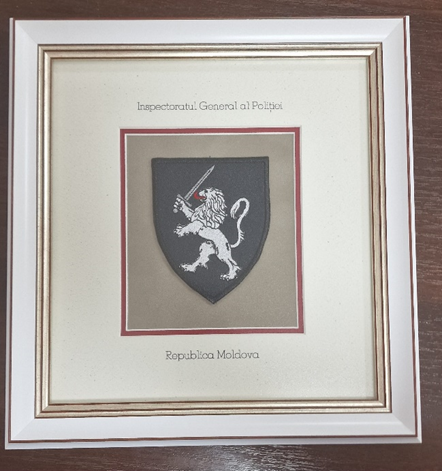 Inspectoratul General al Poliției
Republica Moldova